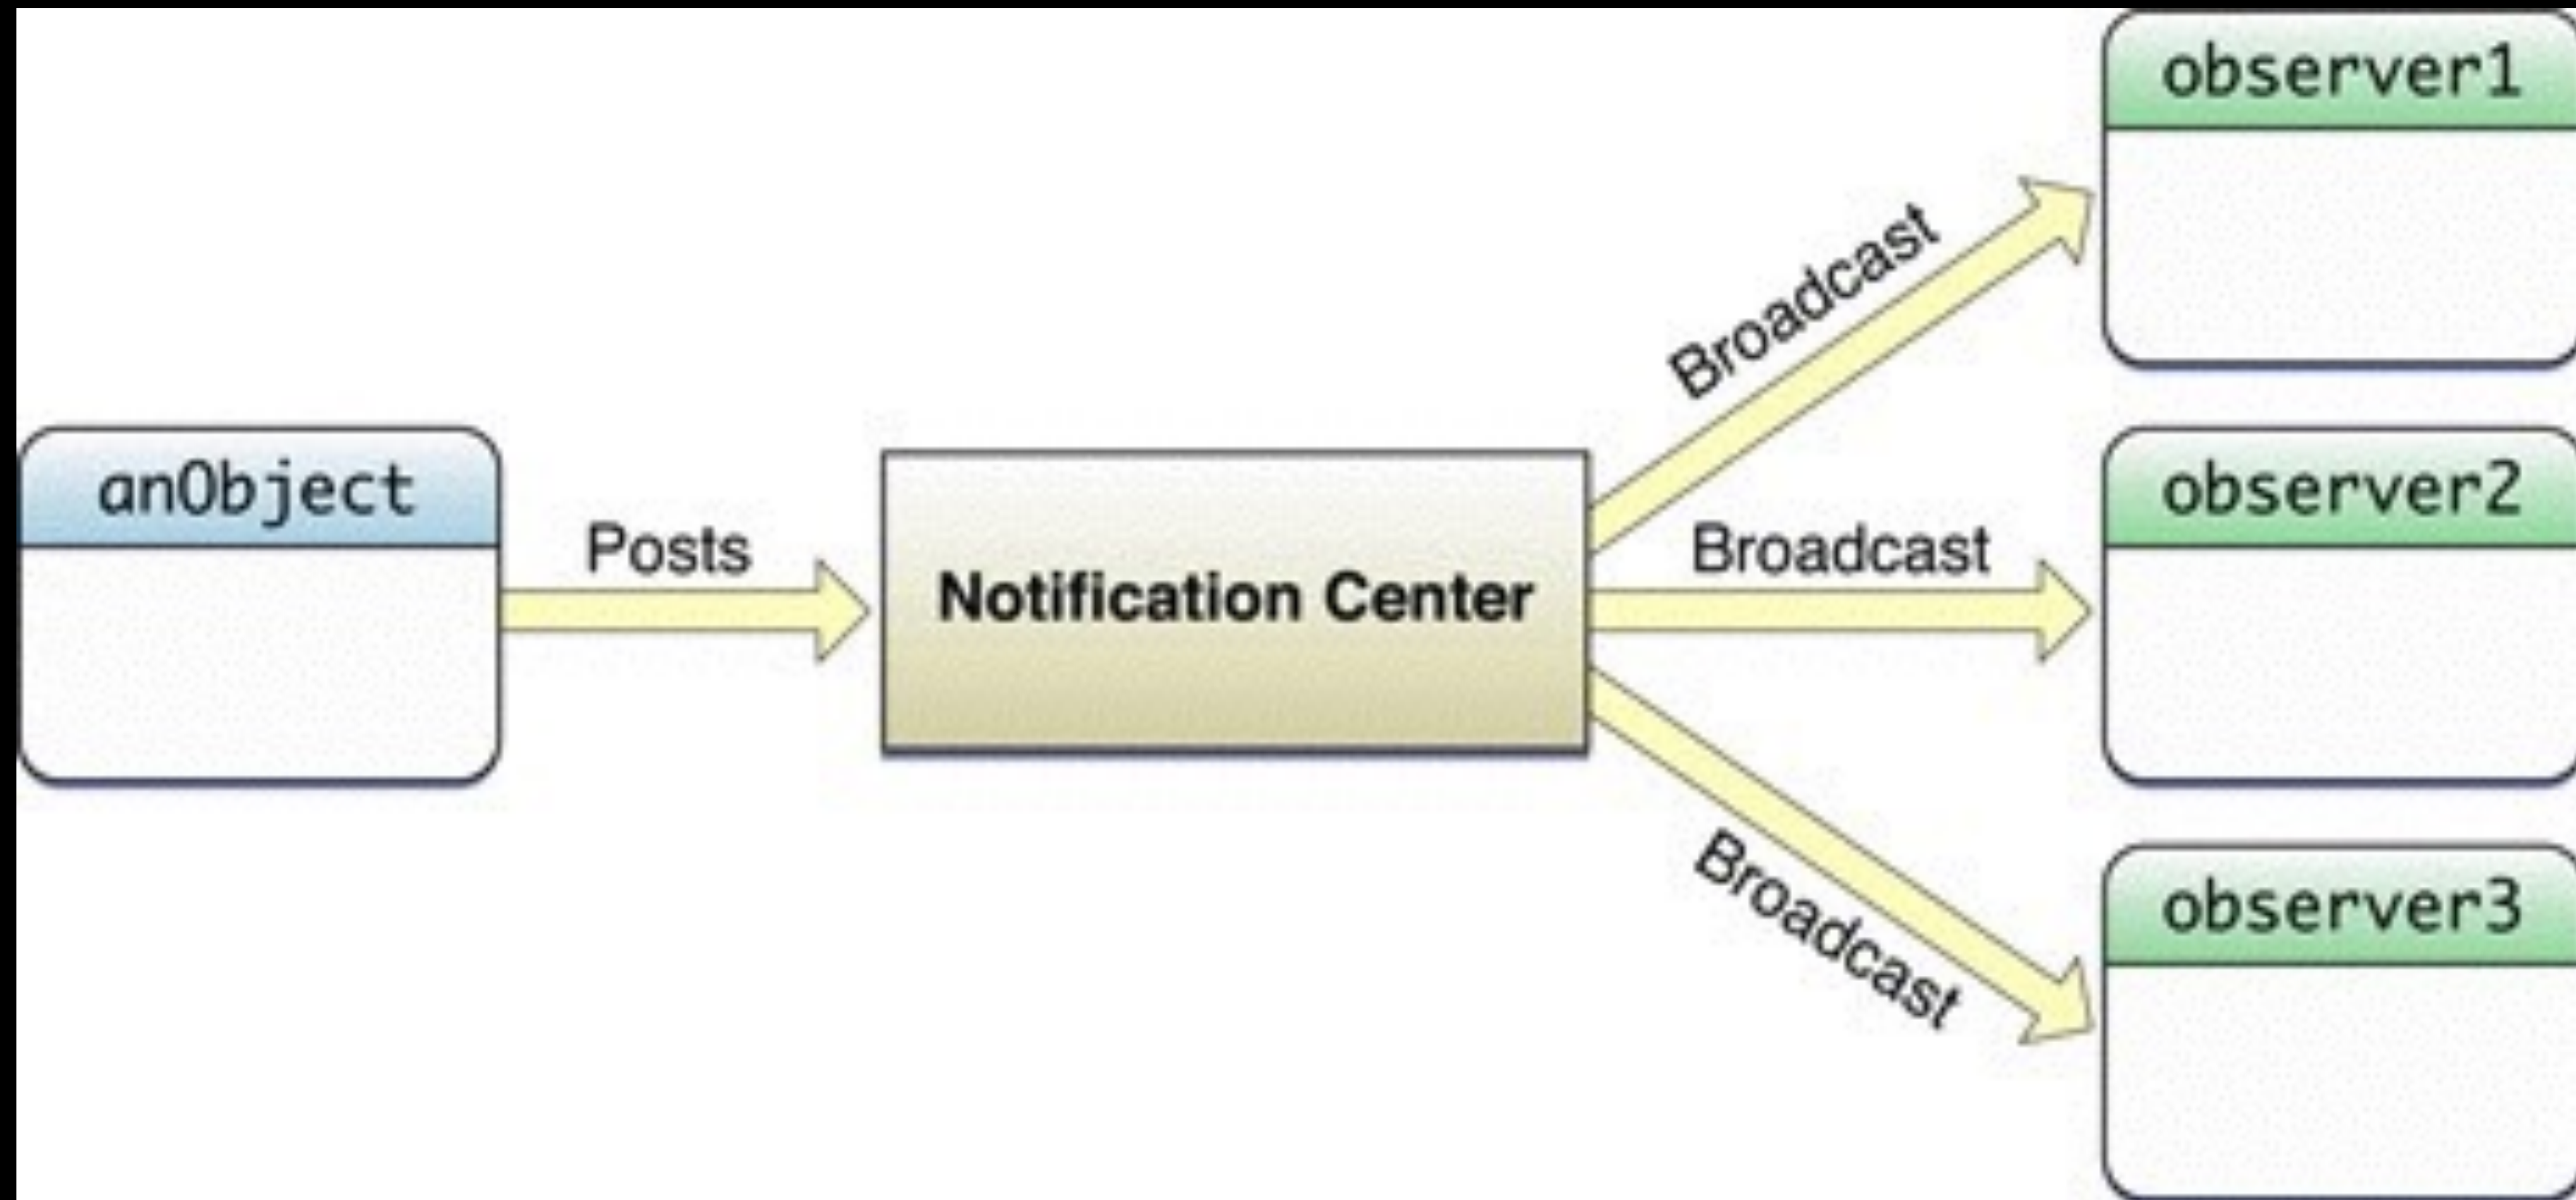 anObject
Posts
Notification Center
Broadcast
Broadcast
Broadcast
observer1
observer2
observer3